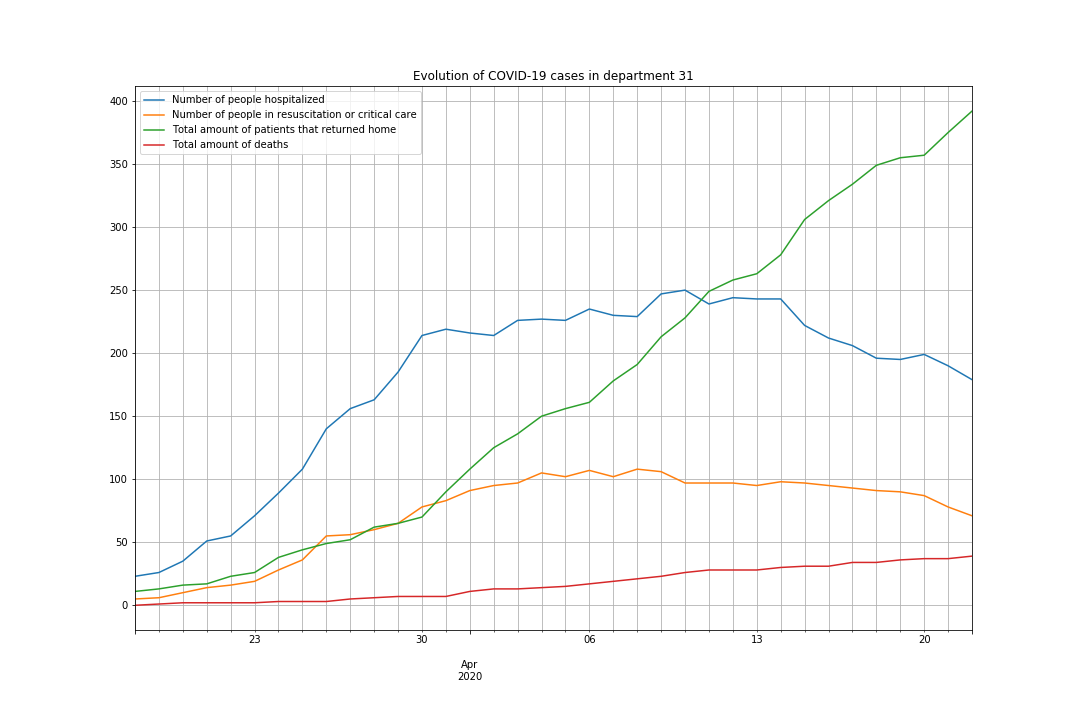 Evolution of COVID-19 cases in department 31
Number of people hospitalized
Number of people in resuscitation or critical care
Total amount of patients that returned home
Total amount of deaths
400
350
300
250
200
150
100
50
0
23
30
06
13
20
Apr
2020